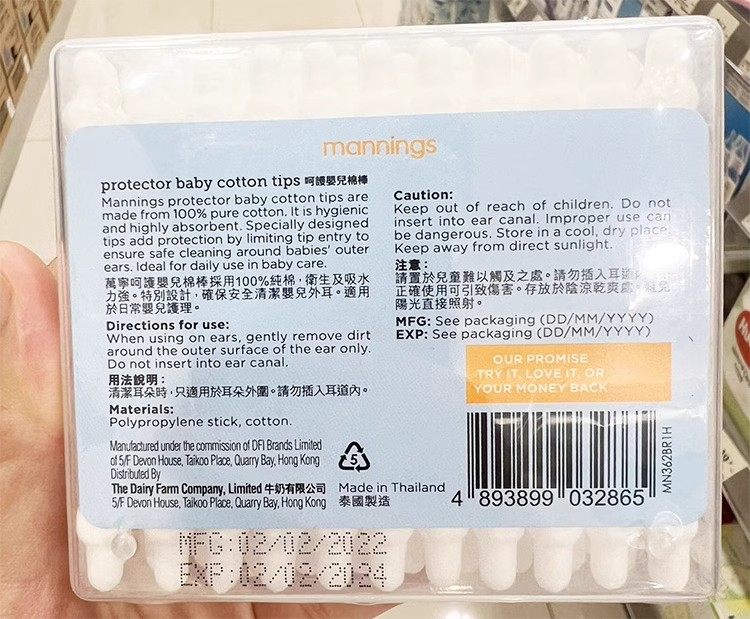 mannings
protector baby cotton tips 呵護嬰兒棉棒
Mannings protector baby cotton tips are
made from 100% pure cotton. It is hygienic
and highly absorbent. Specially designed
tips add protection by limiting tip entry to
ensure safe cleaning around babies' outer
ears. Ideal for daily use in baby care.
萬寧呵護嬰兒棉棒採用100%純棉，衛生及吸水
力強。特別設計，確保安全清潔嬰兒外耳。適用
於日常嬰兒護理。
Directions for use:
When using on ears, gently remove dirt
around the outer surface of the ear only.
Do not insert into ear canal.
用法說明：
清潔耳朵時，只適用於耳朵外圍。請勿插入耳道內。
Materials:
Polypropylene stick, cotton.
Manufactured under the commission of DFI Brands Limited
of 5/F Devon House, Taikoo Place, Quarry Bay, Hong Kong
Distributed By
The Dairy Farm Company, Limited 牛奶有限公司
5/F Devon House, Taikoo Place, Quarry Bay, Hong Kong
5
Made in Thailand
泰國製造
Caution:
Keep out of reach of children. Do not
insert into ear canal. Improper use can
be dangerous. Store in a cool, dry place.
Keep away from direct sunlight.
注意：
請置於兒童難以觸及之處。請勿插入耳道
正確使用可引致傷害。存放於陰涼乾爽處 避免
陽光直接照射。
MFG: See packaging (DD/MM/YYYY)
EXP: See packaging (DD/MM/YYYY)
OUR PROMISE
TRY IT, LOVE IT, OR
YOUR MONEY BACK
4 893899 032865
MN362BR1H
MFG:02/02/2022
EXP:02/02/2024